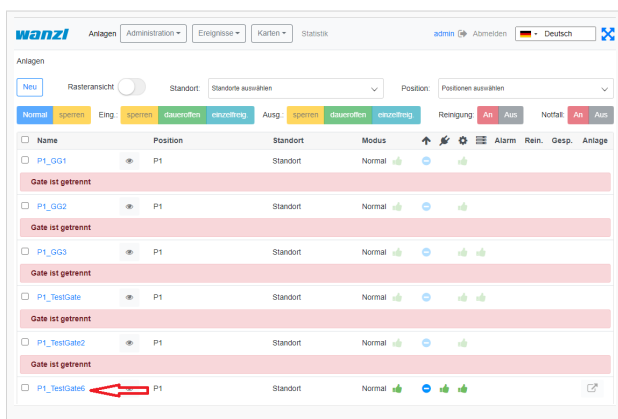 wanzl Anlagen Administration Ereignisse Karten Statistik admin Abmelden Deutsch
Anlagen
Neu Rasteransicht Standort: Standorte auswählen Position: Positionen auswählen
Normal sperren Eing.: sperren daueroffen einzelfreig. Ausg.: sperren daueroffen einzelfreig. Reinigung: An Aus Notfall: An Aus
Name Position Standort Modus Alarm Rein. Gesp. Anlage
P1_GG1 P1 Standort Normal
Gate ist getrennt
P1_GG2 P1 Standort Normal
Gate ist getrennt
P1_GG3 P1 Standort Normal
Gate ist getrennt
P1_TestGate P1 Standort Normal
Gate ist getrennt
P1_TestGate2 P1 Standort Normal
Gate ist getrennt
P1_TestGate6 P1 Standort Normal